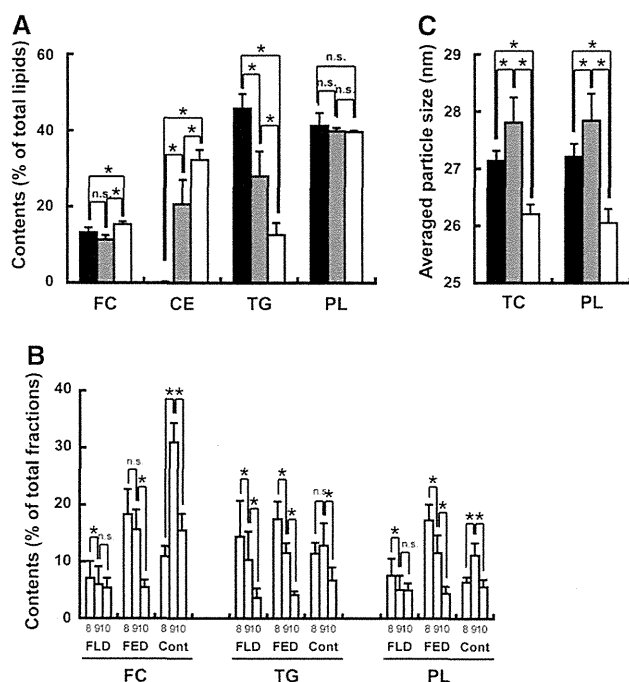 A
Contents (% of total lipids)
60
40
20
0
*
n.s.
*
*
*
*
*
*
*
n.s.
n.s.
n.s.
FC CE TG PL
C
Averaged particle size (nm)
29
28
27
26
25
*
* *
*
* *
TC PL
B
Contents (% of total fractions)
40
30
20
10
0
*
n.s.
n.s.
*
* *
*
*
*
*
n.s.
*
*
n.s.
*
*
* *
8 9 10 8 9 10 8 9 10 8 9 10 8 9 10 8 9 10 8 9 10 8 9 10 8 9 10
FLD FED Cont FLD FED Cont FLD FED Cont
FC TG PL